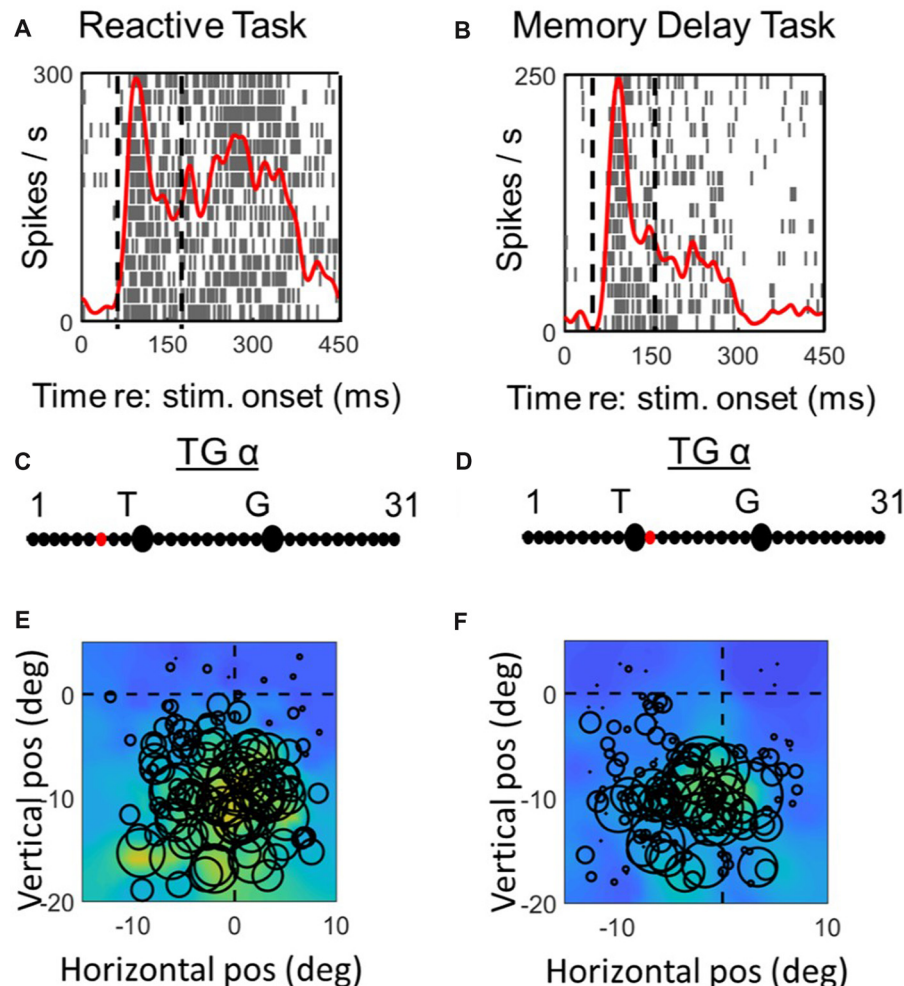 A Reactive Task
B Memory Delay Task
300
Spikes / s
0
0 150 300 450
Time re: stim. onset (ms)
250
Spikes / s
0
0 150 300 450
Time re: stim. onset (ms)
C TG α
1 T G 31
D TG α
1 T G 31
E
Vertical pos (deg)
0
-10
-20
-10 0 10
Horizontal pos (deg)
F
Vertical pos (deg)
0
-10
-20
-10 10
Horizontal pos (deg)